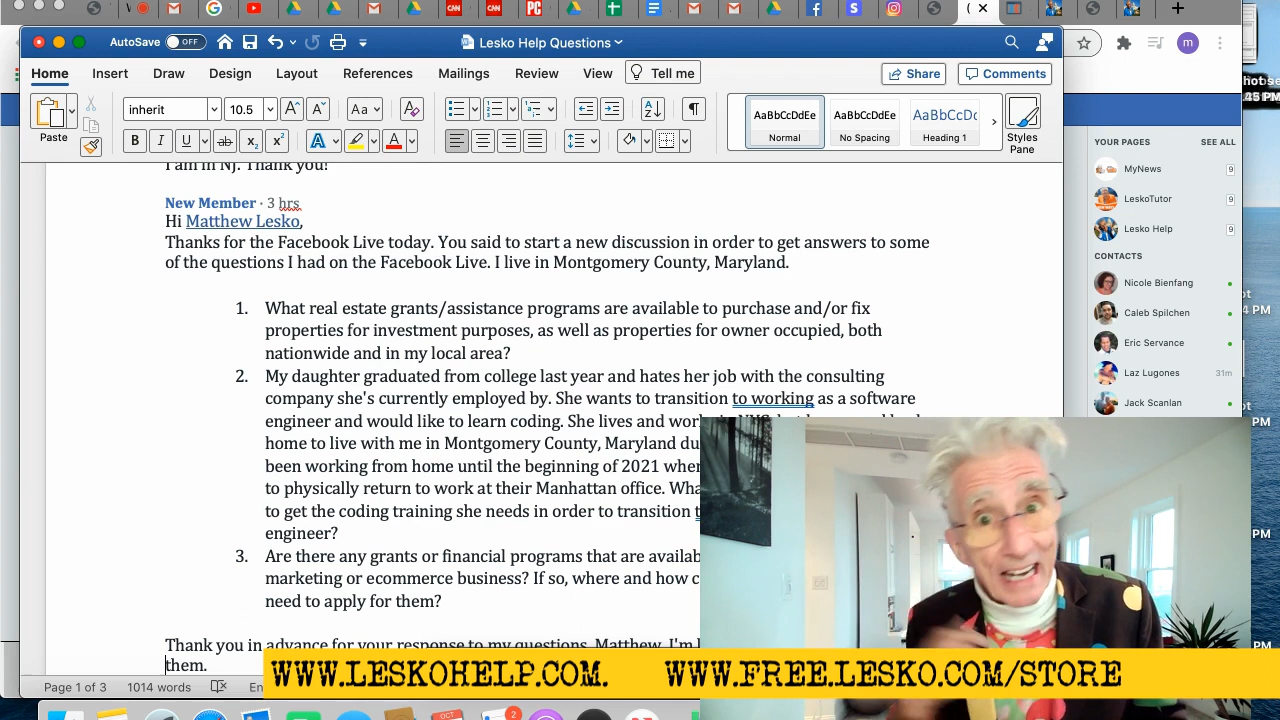 AutoSave OFF
Lesko Help Questions
m
Home Insert Draw Design Layout References Mailings Review View Tell me
Share Comments
Paste
inherit 10.5
Aa
AaBbCcDdEe AaBbCcDdEe AaBbCcDc
Normal No Spacing Heading 1
Styles
Pane
I am in NJ. Thank you!
New Member · 3 hrs
Hi Matthew Lesko,
Thanks for the Facebook Live today. You said to start a new discussion in order to get answers to some
of the questions I had on the Facebook Live. I live in Montgomery County, Maryland.
1. What real estate grants/assistance programs are available to purchase and/or fix
properties for investment purposes, as well as properties for owner occupied, both
nationwide and in my local area?
2. My daughter graduated from college last year and hates her job with the consulting
company she's currently employed by. She wants to transition to working as a software
engineer and would like to learn coding. She lives and
home to live with me in Montgomery County, Maryland
been working from home until the beginning of 2021
to physically return to work at their Manhattan office.
to get the coding training she needs in order to transition
engineer?
3. Are there any grants or financial programs that are
marketing or ecommerce business? If so, where and how
need to apply for them?
Thank you in advance for your response to my questions, Matthew. I'm
them.
Page 1 of 3 1014 words
YOUR PAGES SEE ALL
MyNews 9
LeskoTutor 9
Lesko Help 9
CONTACTS
Nicole Bienfang
Caleb Spilchen
Eric Servance
Laz Lugones 31m
Jack Scanlan
WWW.LESKOHELP.COM. WWW.FREE.LESKO.COM/STORE
OCT
2